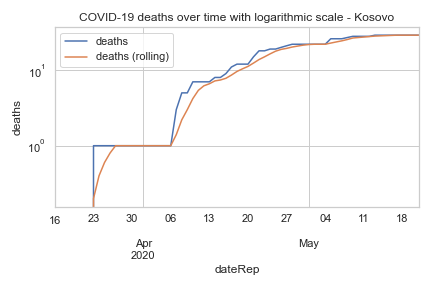 COVID-19 deaths over time with logarithmic scale - Kosovo
deaths
deaths (rolling)
10¹
10⁰
deaths
16 23 30 06 13 20 27 04 11 18
Apr May
2020
dateRep